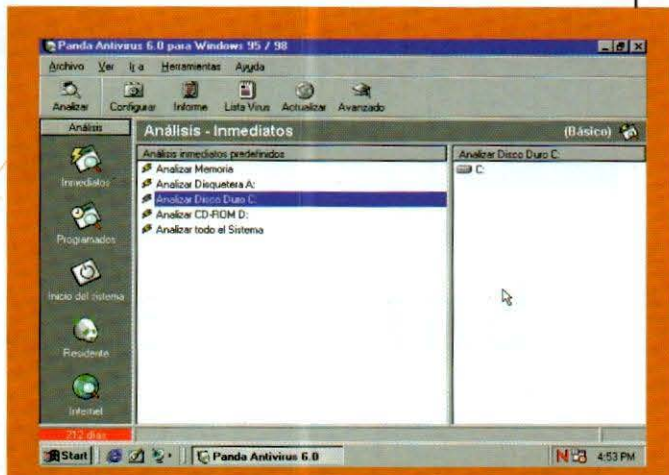 Panda Antivirus 6.0 para Windows 95 / 98
Archivo Ver Ir a Herramientas Ayuda
Analizar Configurar Informe Lista Virus Actualizar Avanzado
Análisis
Análisis - Inmediatos (Básico)
Análisis inmediatos predefinidos
Analizar Disco Duro C:
Analizar Memoria
C:
Analizar Disquetera A:
Analizar Disco Duro C:
Analizar CD-ROM D:
Analizar todo el Sistema
Inmediatos
Programados
Inicio del sistema
Residente
Internet
212 días
Start Panda Antivirus 6.0 4:53 PM